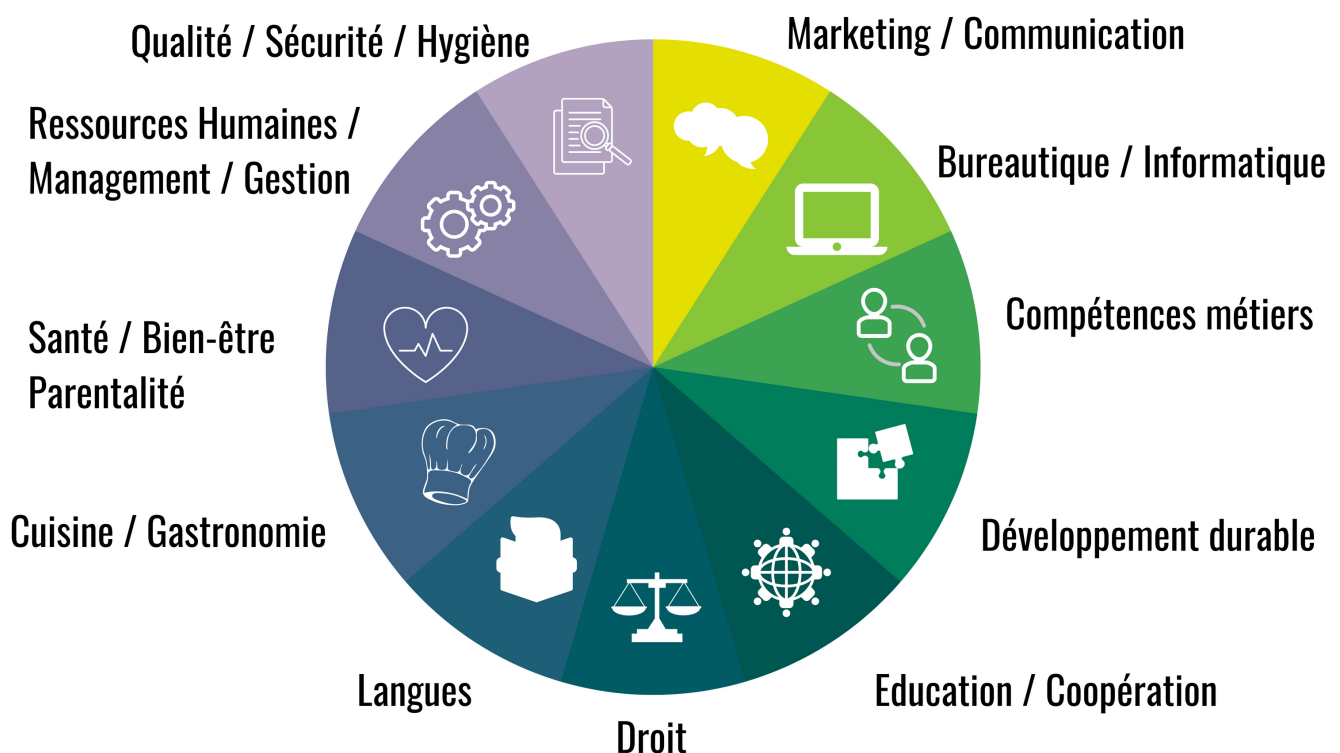 Qualité / Sécurité / Hygiène
Marketing / Communication
Ressources Humaines /
Management / Gestion
Bureautique / Informatique
Compétences métiers
Santé / Bien-être
Parentalité
Cuisine / Gastronomie
Développement durable
Langues
Education / Coopération
Droit